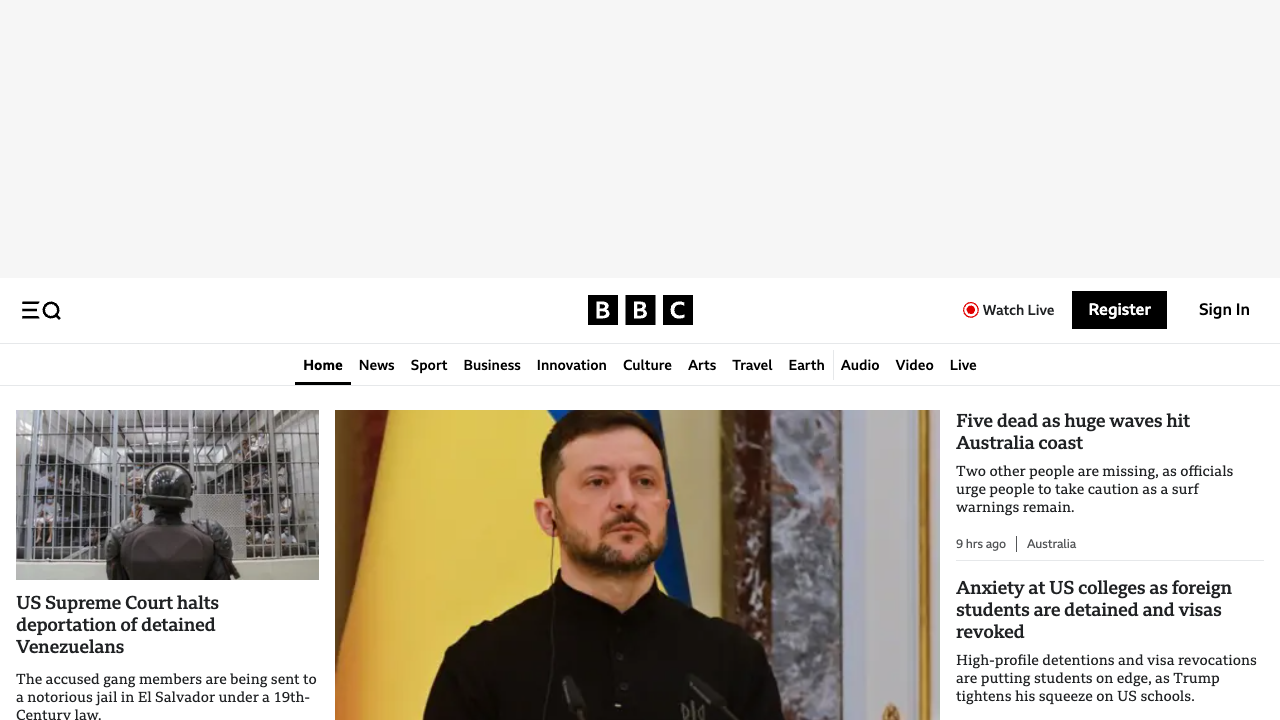 BBC
Watch Live
Register
Sign In
Home
News
Sport
Business
Innovation
Culture
Arts
Travel
Earth
Audio
Video
Live
US Supreme Court halts
deportation of detained
Venezuelans
The accused gang members are being sent to
a notorious jail in El Salvador under a 19th-
Century law.
Five dead as huge waves hit
Australia coast
Two other people are missing, as officials
urge people to take caution as a surf
warnings remain.
9 hrs ago
Australia
Anxiety at US colleges as foreign
students are detained and visas
revoked
High-profile detentions and visa revocations
are putting students on edge, as Trump
tightens his squeeze on US schools.